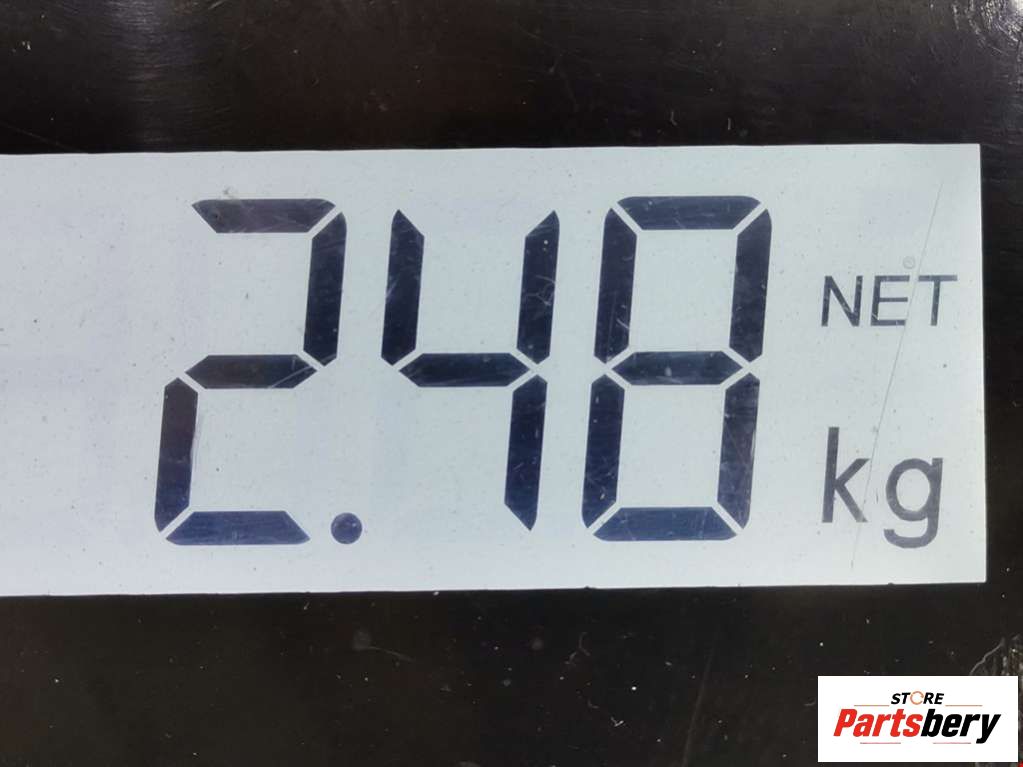 2.48
NET
kg
STORE
Partsbery